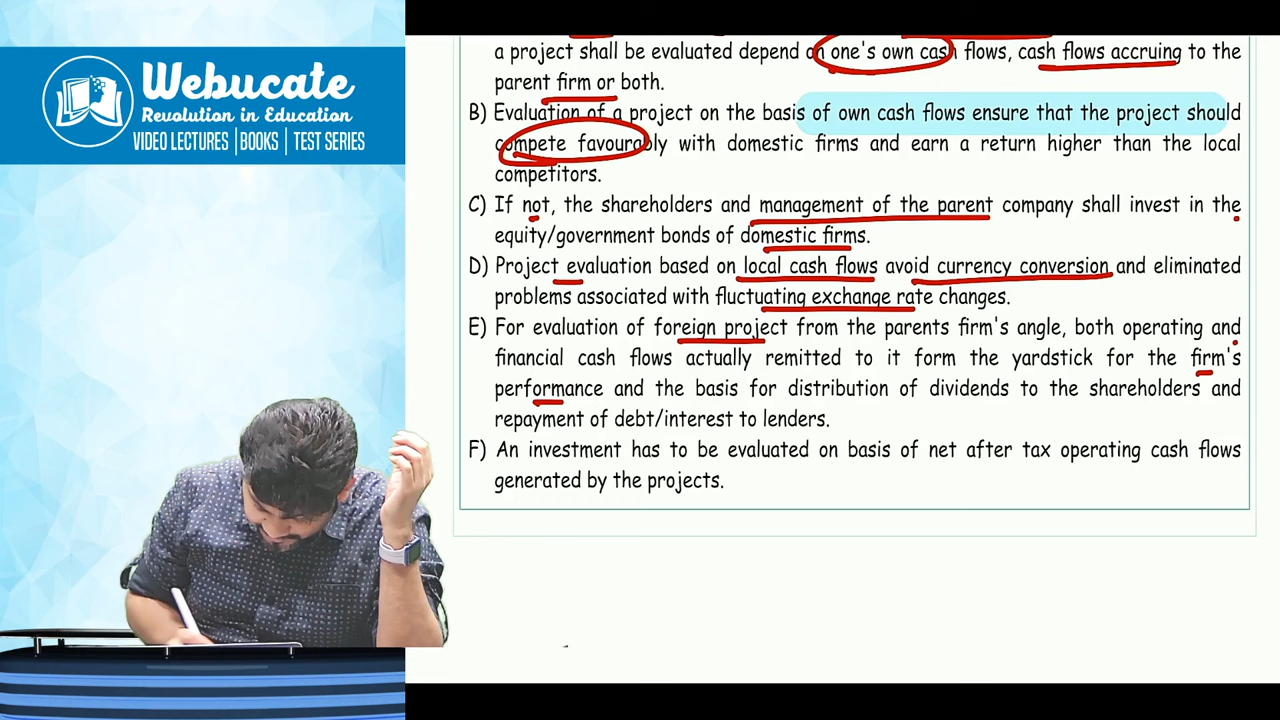 Webucate
Revolution in Education
VIDEO LECTURES | BOOKS | TEST SERIES
a project shall be evaluated depend on one's own cash flows, cash flows accruing to the
parent firm or both.
B) Evaluation of a project on the basis of own cash flows ensure that the project should
compete favourably with domestic firms and earn a return higher than the local
competitors.
C) If not, the shareholders and management of the parent company shall invest in the
equity/government bonds of domestic firms.
D) Project evaluation based on local cash flows avoid currency conversion and eliminated
problems associated with fluctuating exchange rate changes.
E) For evaluation of foreign project from the parents firm's angle, both operating and
financial cash flows actually remitted to it form the yardstick for the firm's
performance and the basis for distribution of dividends to the shareholders and
repayment of debt/interest to lenders.
F) An investment has to be evaluated on basis of net after tax operating cash flows
generated by the projects.